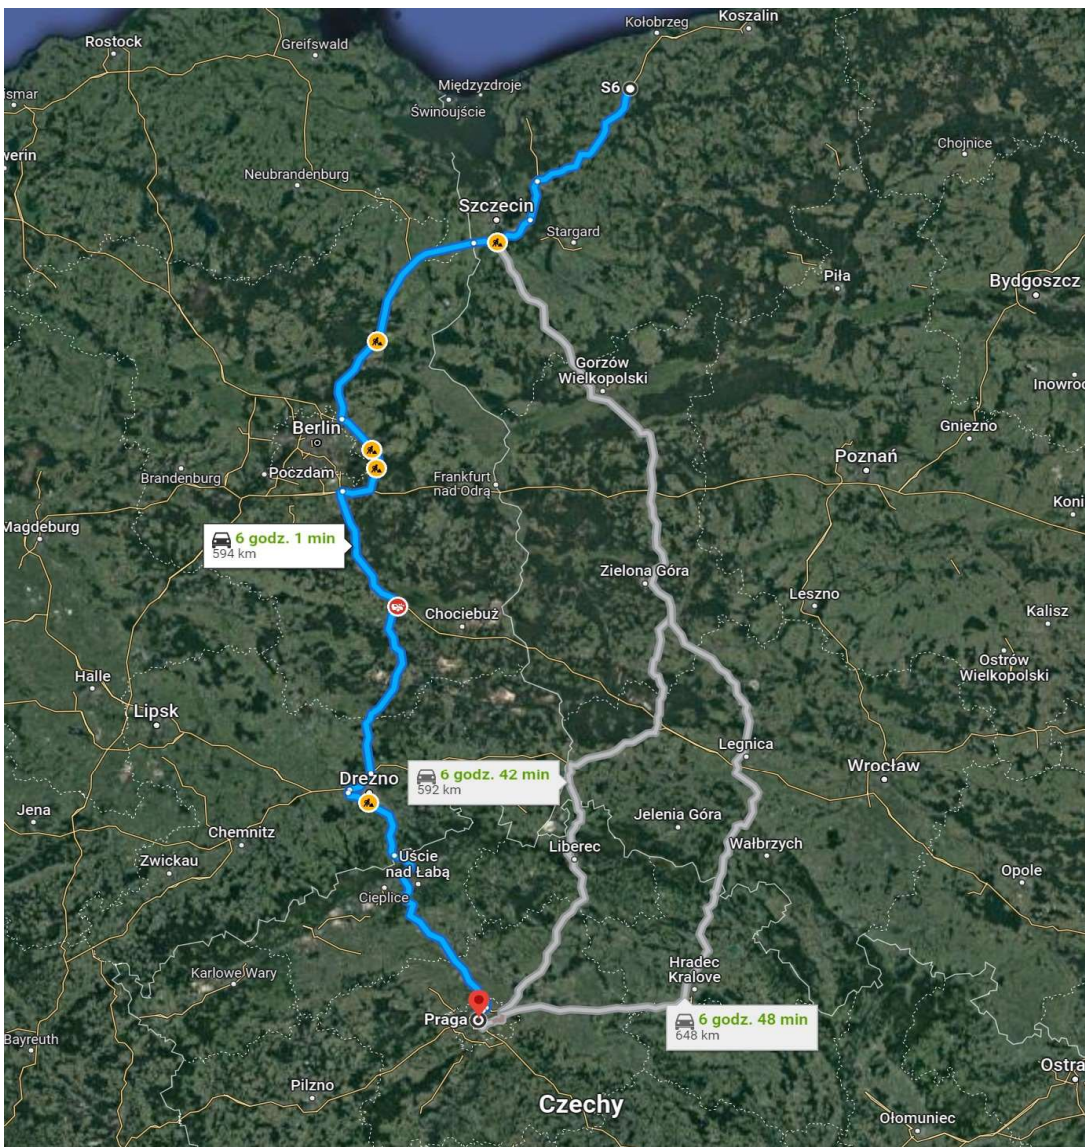 Koszalin
Kołobrzeg
Rostock
Greifswald
S6
Międzyzdroje
ismar
Świnoujście
Chojnice
werin
Neubrandenburg
Szczecin
Stargard
Piła
Bydgoszcz
Gorzów
Wielkopolski
Inowroc
Berlin
Gniezno
Poznań
Brandenburg
Poczdam
Frankfurt
nad Odrą
Koni
Magdeburg
6 godz. 1 min
594 km
Zielona Góra
Leszno
Chociebuż
Kalisz
Halle
Ostrów
Wielkopolski
Lipsk
Legnica
Drezno
6 godz. 42 min
592 km
Wrocław
Jena
Jelenia Góra
Chemnitz
Wałbrzych
Liberec
Uście
nad Łabą
Zwickau
Opole
Cieplice
Karlowe Wary
Hradec
Kralove
Praga
6 godz. 48 min
648 km
Bayreuth
Ostra
Pilzno
Czechy
Ołomuniec